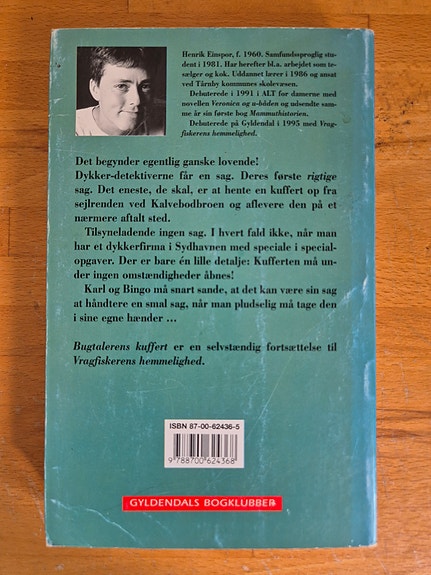 Henrik Einspor, f. 1960. Samfundssproglig stu-
dent i 1981. Har herefter bl.a. arbejdet som te-
sælger og kok. Uddannet lærer i 1986 og ansat
ved Tårnby kommunes skolevæsen.
Debuterede i 1991 i ALT for damerne med
novellen Veronica og u-båden og udsendte sam-
me år sin første bog Mammuthistorien.
Debuterede på Gyldendal i 1995 med Vrag-
fiskerens hemmelighed.
Det begynder egentlig ganske lovende!
Dykker-detektiverne får en sag. Deres første rigtige
sag. Det eneste, de skal, er at hente en kuffert op fra
sejlrenden ved Kalvebodbroen og aflevere den på et
nærmere aftalt sted.
Tilsyneladende ingen sag. I hvert fald ikke, når man
har et dykkerfirma i Sydhavnen med speciale i special-
opgaver. Der er bare én lille detalje: Kufferten må un-
der ingen omstændigheder åbnes!
Karl og Bingo må snart sande, at det kan være sin sag
at håndtere en smal sag, når man pludselig må tage den
i sine egne hænder ...
Bugtalerens kuffert er en selvstændig fortsættelse til
Vragfiskerens hemmelighed.
ISBN 87-00-62436-5
9 788700 624368
GYLDENDALS BOGKLUBBER